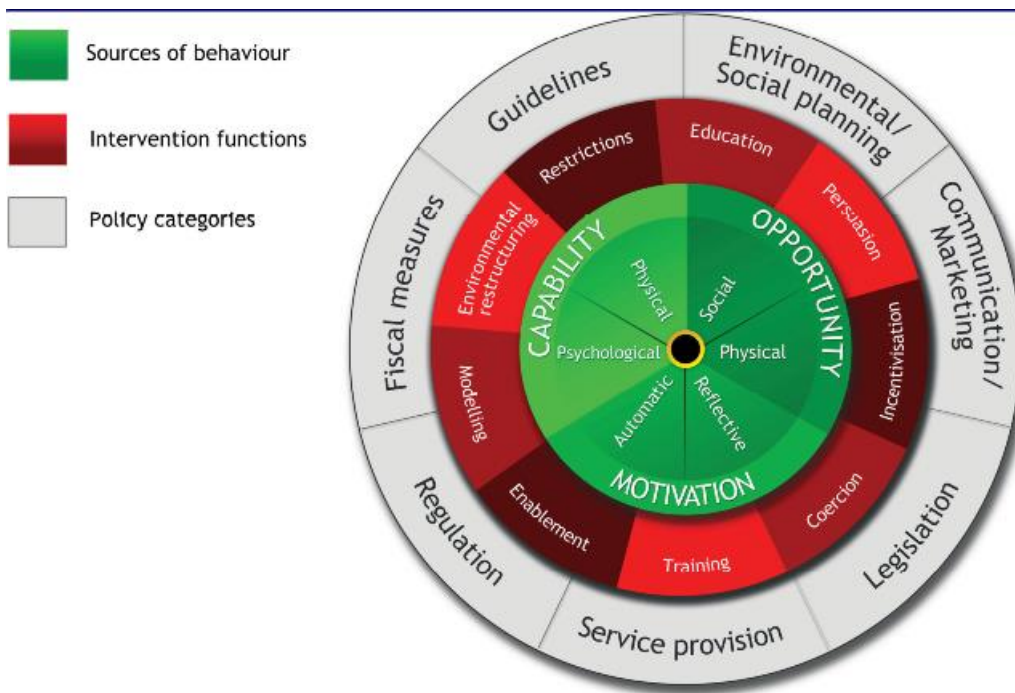 Sources of behaviour
Intervention functions
Policy categories
Guidelines
Environmental/
Social planning
Communication/
Marketing
Legislation
Service provision
Regulation
Fiscal measures
Restrictions
Education
Persuasion
Incentivisation
Coercion
Training
Enablement
Modelling
Environmental
restructuring
CAPABILITY
OPPORTUNITY
MOTIVATION
Physical
Social
Psychological
Physical
Automatic
Reflective